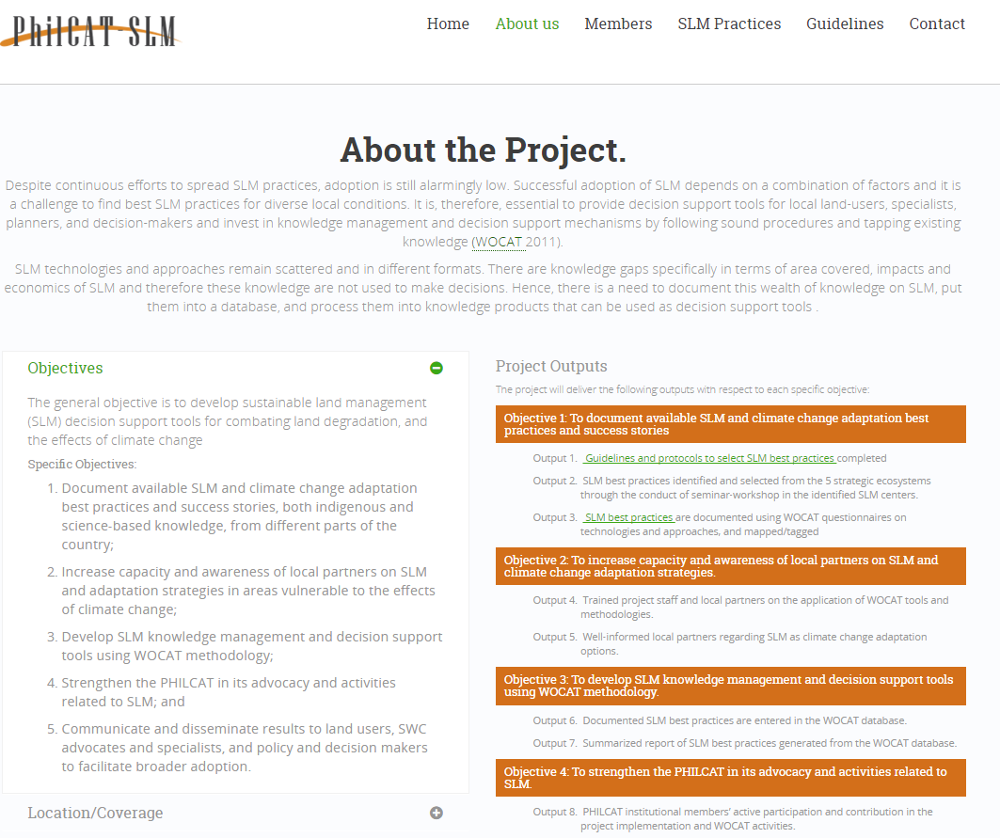 PhilCAT-SLM
Home About us Members SLM Practices Guidelines Contact
About the Project.
Despite continuous efforts to spread SLM practices, adoption is still alarmingly low. Successful adoption of SLM depends on a combination of factors and it is
a challenge to find best SLM practices for diverse local conditions. It is, therefore, essential to provide decision support tools for local land-users, specialists,
planners, and decision-makers and invest in knowledge management and decision support mechanisms by following sound procedures and tapping existing
knowledge (WOCAT 2011).
SLM technologies and approaches remain scattered and in different formats. There are knowledge gaps specifically in terms of area covered, impacts and
economics of SLM and therefore these knowledge are not used to make decisions. Hence, there is a need to document this wealth of knowledge on SLM, put
them into a database, and process them into knowledge products that can be used as decision support tools .
Objectives
The general objective is to develop sustainable land management
(SLM) decision support tools for combating land degradation, and
the effects of climate change
Specific Objectives:
1. Document available SLM and climate change adaptation
best practices and success stories, both indigenous and
science-based knowledge, from different parts of the
country;
2. Increase capacity and awareness of local partners on SLM
and adaptation strategies in areas vulnerable to the effects
of climate change;
3. Develop SLM knowledge management and decision support
tools using WOCAT methodology;
4. Strengthen the PHILCAT in its advocacy and activities
related to SLM; and
5. Communicate and disseminate results to land users, SWC
advocates and specialists, and policy and decision makers
to facilitate broader adoption.
Location/Coverage
Project Outputs
The project will deliver the following outputs with respect to each specific objective:
Objective 1: To document available SLM and climate change adaptation best
practices and success stories
Output 1. Guidelines and protocols to select SLM best practices completed
Output 2. SLM best practices identified and selected from the 5 strategic ecosystems
through the conduct of seminar-workshop in the identified SLM centers.
Output 3. SLM best practices are documented using WOCAT questionnaires on
technologies and approaches, and mapped/tagged
Objective 2: To increase capacity and awareness of local partners on SLM and
climate change adaptation strategies.
Output 4. Trained project staff and local partners on the application of WOCAT tools and
methodologies.
Output 5. Well-informed local partners regarding SLM as climate change adaptation
options.
Objective 3: To develop SLM knowledge management and decision support tools
using WOCAT methodology.
Output 6. Documented SLM best practices are entered in the WOCAT database.
Output 7. Summarized report of SLM best practices generated from the WOCAT database.
Objective 4: To strengthen the PHILCAT in its advocacy and activities related to
SLM.
Output 8. PHILCAT institutional members' active participation and contribution in the
project implementation and WOCAT activities.